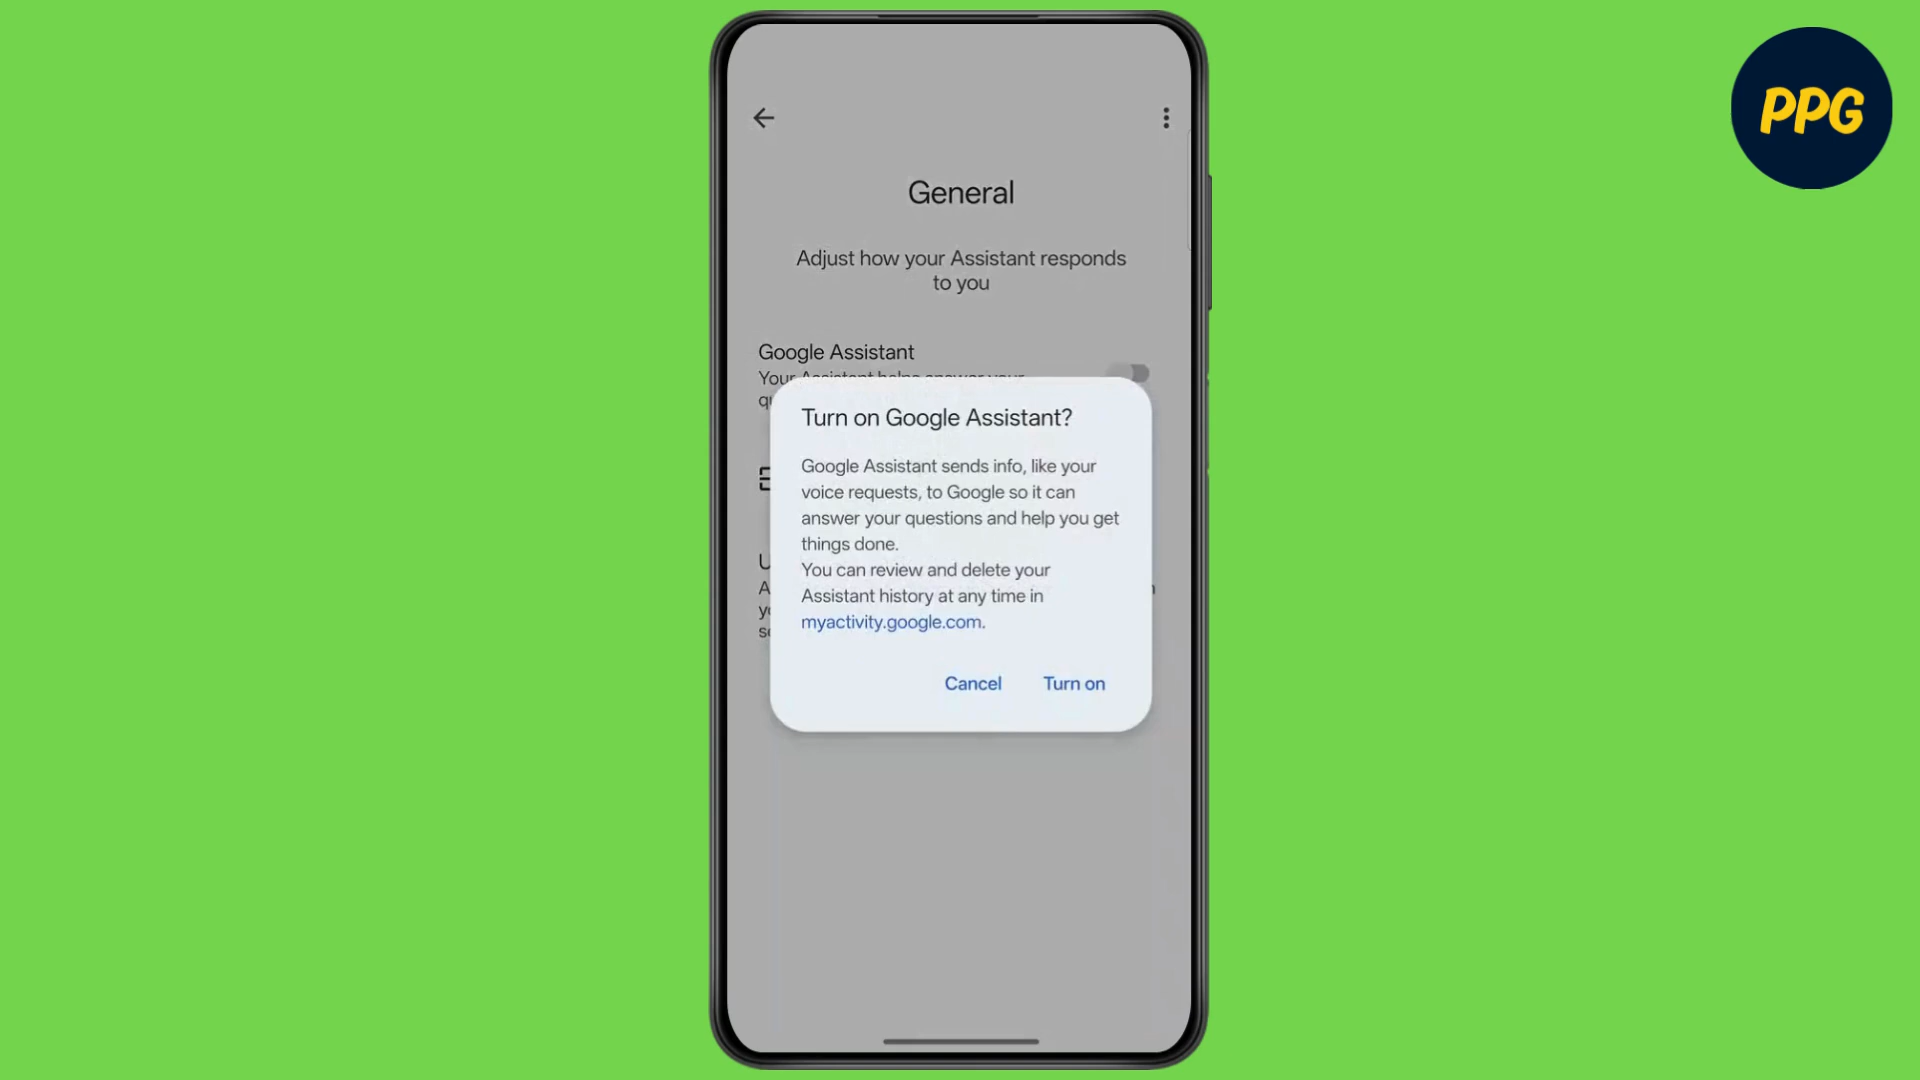 PPG
General
Adjust how your Assistant responds
to you
Google Assistant
Turn on Google Assistant?
Google Assistant sends info, like your
voice requests, to Google so it can
answer your questions and help you get
things done.
You can review and delete your
Assistant history at any time in
myactivity.google.com.
Cancel
Turn on